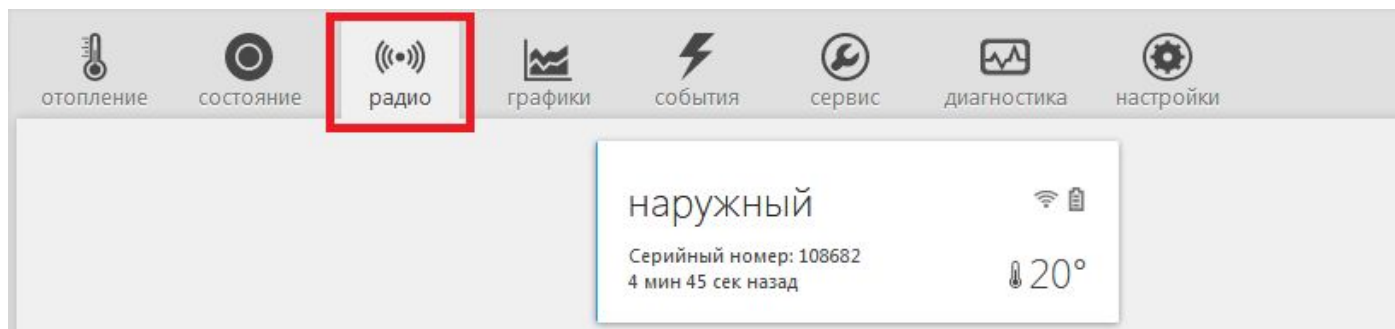 отопление состояние радио графики события сервис диагностика настройки
наружный
Серийный номер: 108682
4 мин 45 сек назад
20°